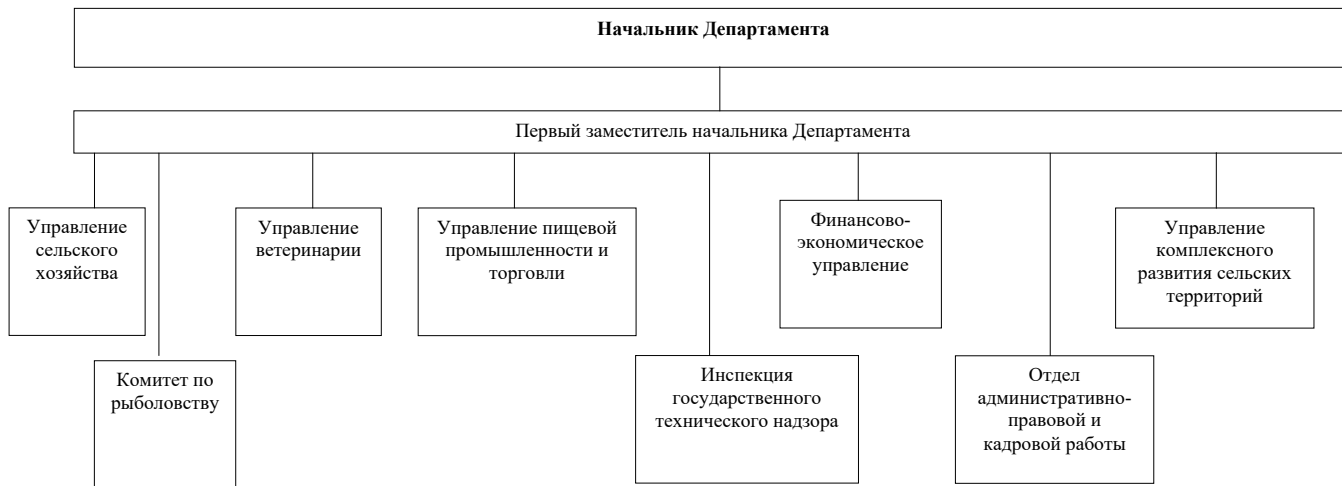 Начальник Департамента
Первый заместитель начальника Департамента
Управление
сельского
хозяйства
Управление
ветеринарии
Управление пищевой
промышленности и
торговли
Финансово-
экономическое
управление
Управление
комплексного
развития сельских
территорий
Комитет по
рыболовству
Инспекция
государственного
технического надзора
Отдел
административно-
правовой и
кадровой работы